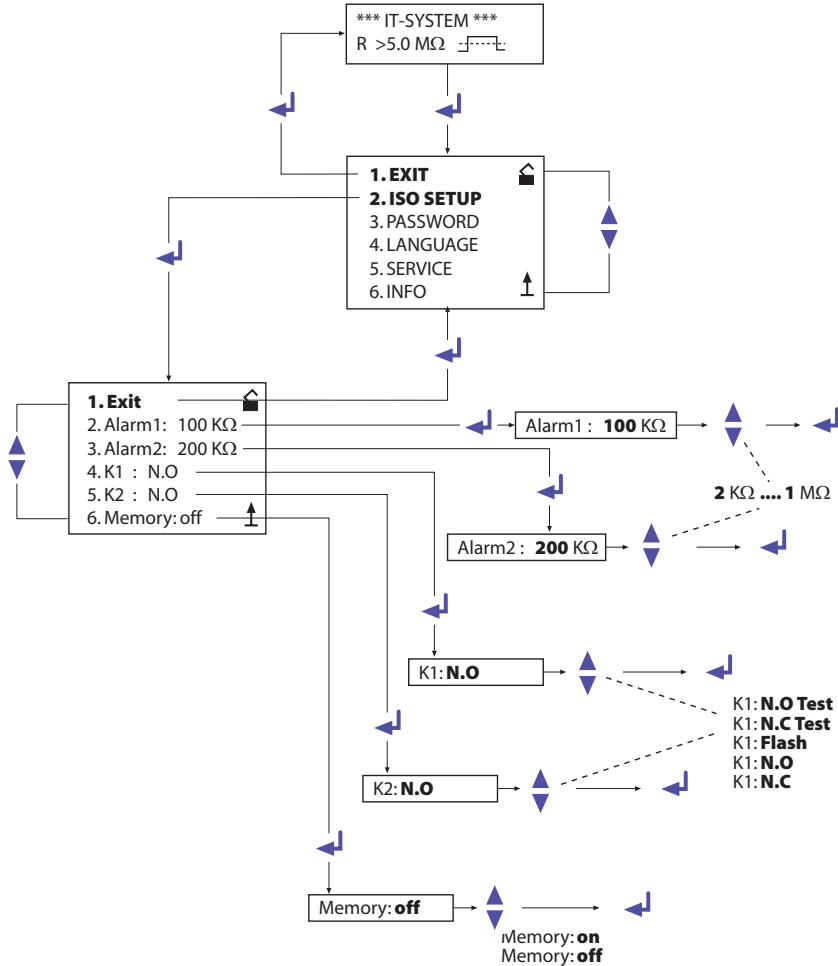 *** IT-SYSTEM ***
R >5.0 MΩ
1. EXIT
2. ISO SETUP
3. PASSWORD
4. LANGUAGE
5. SERVICE
6. INFO
1. Exit
2. Alarm1: 100 KΩ
3. Alarm2: 200 KΩ
4. K1 : N.O
5. K2 : N.O
6. Memory: off
Alarm1 : 100 KΩ
2 KΩ .... 1 MΩ
Alarm2 : 200 KΩ
K1: N.O
K1: N.O Test
K1: N.C Test
K1: Flash
K1: N.O
K1: N.C
K2: N.O
Memory: off
Memory: on
Memory: off